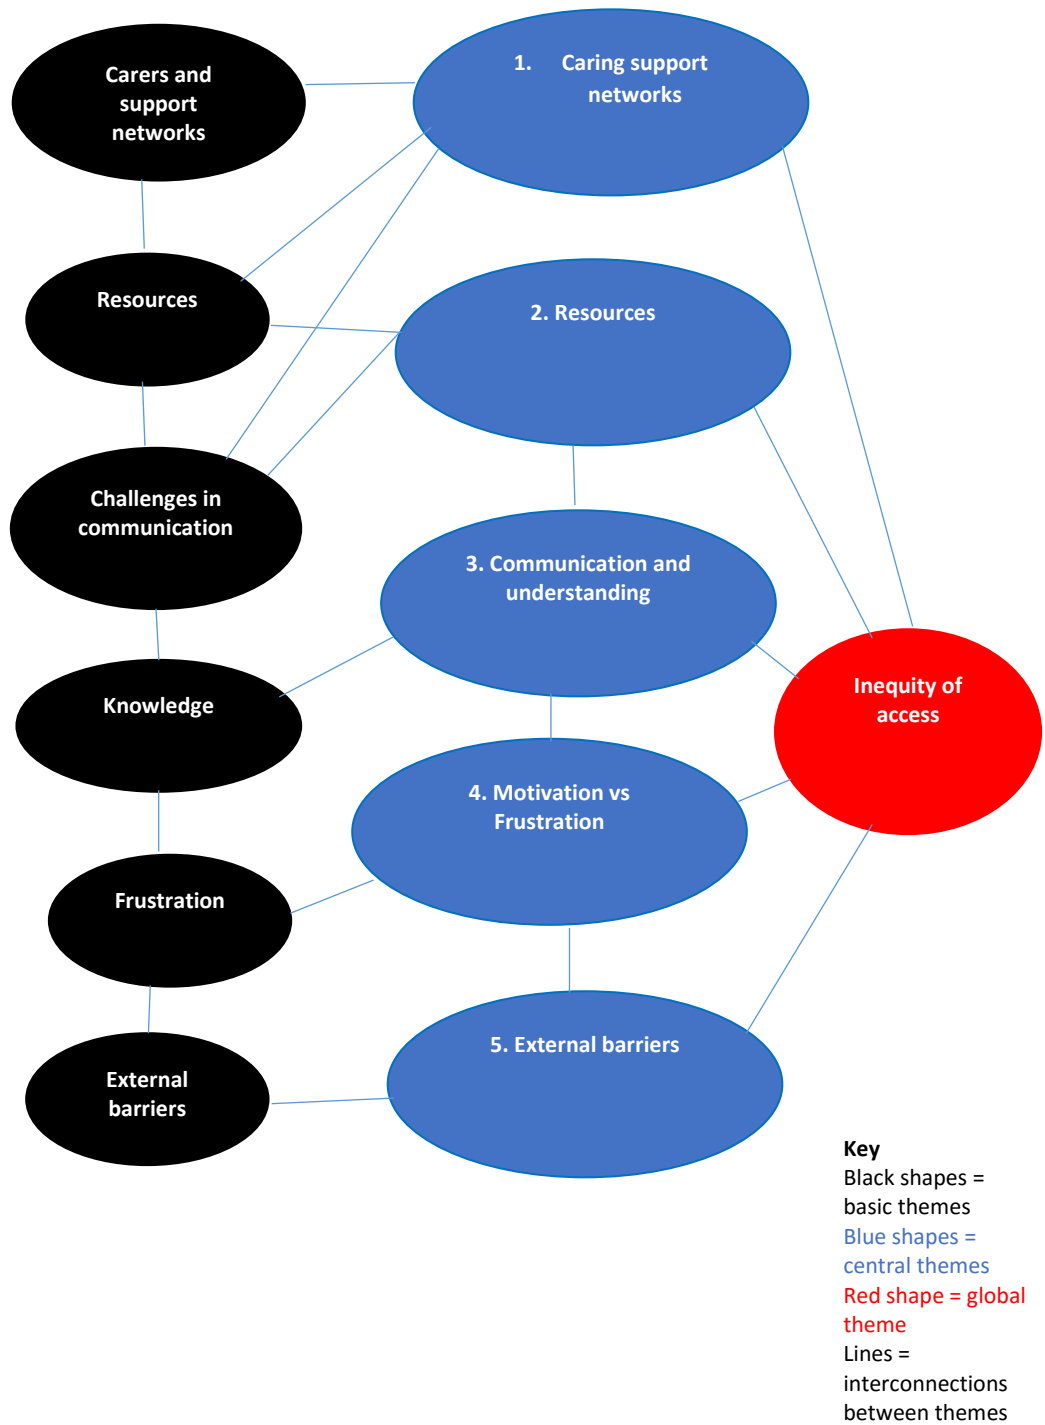 Carers and
support
networks
1. Caring support
networks
Resources
2. Resources
Challenges in
communication
3. Communication and
understanding
Knowledge
Inequity of
access
4. Motivation vs
Frustration
Frustration
5. External barriers
External
barriers
Key
Black shapes =
basic themes
Blue shapes =
central themes
Red shape = global
theme
Lines =
interconnections
between themes